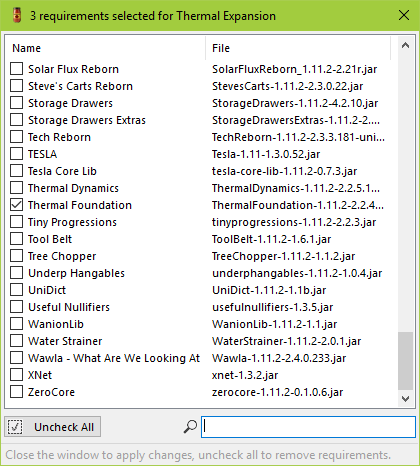 3 requirements selected for Thermal Expansion
Name File
Solar Flux Reborn SolarFluxReborn_1.11.2-2.21r.jar
Steve's Carts Reborn StevesCarts-1.11.2-2.3.0.22.jar
Storage Drawers StorageDrawers-1.11.2-4.2.10.jar
Storage Drawers Extras StorageDrawersExtras-1.11.2-2....
Tech Reborn TechReborn-1.11.2-2.3.3.181-uni...
TESLA Tesla-1.11-1.3.0.52.jar
Tesla Core Lib tesla-core-lib-1.11.2-0.7.3.jar
Thermal Dynamics ThermalDynamics-1.11.2-2.2.5.1...
Thermal Foundation ThermalFoundation-1.11.2-2.2.4...
Tiny Progressions tinyprogressions-1.11.2-2.2.3.jar
Tool Belt ToolBelt-1.11.2-1.6.1.jar
Tree Chopper TreeChopper-1.11.2-1.1.2.jar
Underp Hangables underphangables-1.11.2-1.0.4.jar
UniDict UniDict-1.11.2-1.1b.jar
Useful Nullifiers usefulnullifiers-1.3.5.jar
WanionLib WanionLib-1.11.2-1.1.jar
Water Strainer WaterStrainer-1.11.2-2.0.1.jar
Wawla - What Are We Looking At Wawla-1.11.2-2.4.0.233.jar
XNet xnet-1.3.2.jar
ZeroCore zerocore-1.11.2-0.1.0.6.jar
Uncheck All
Close the window to apply changes, uncheck all to remove requirements.